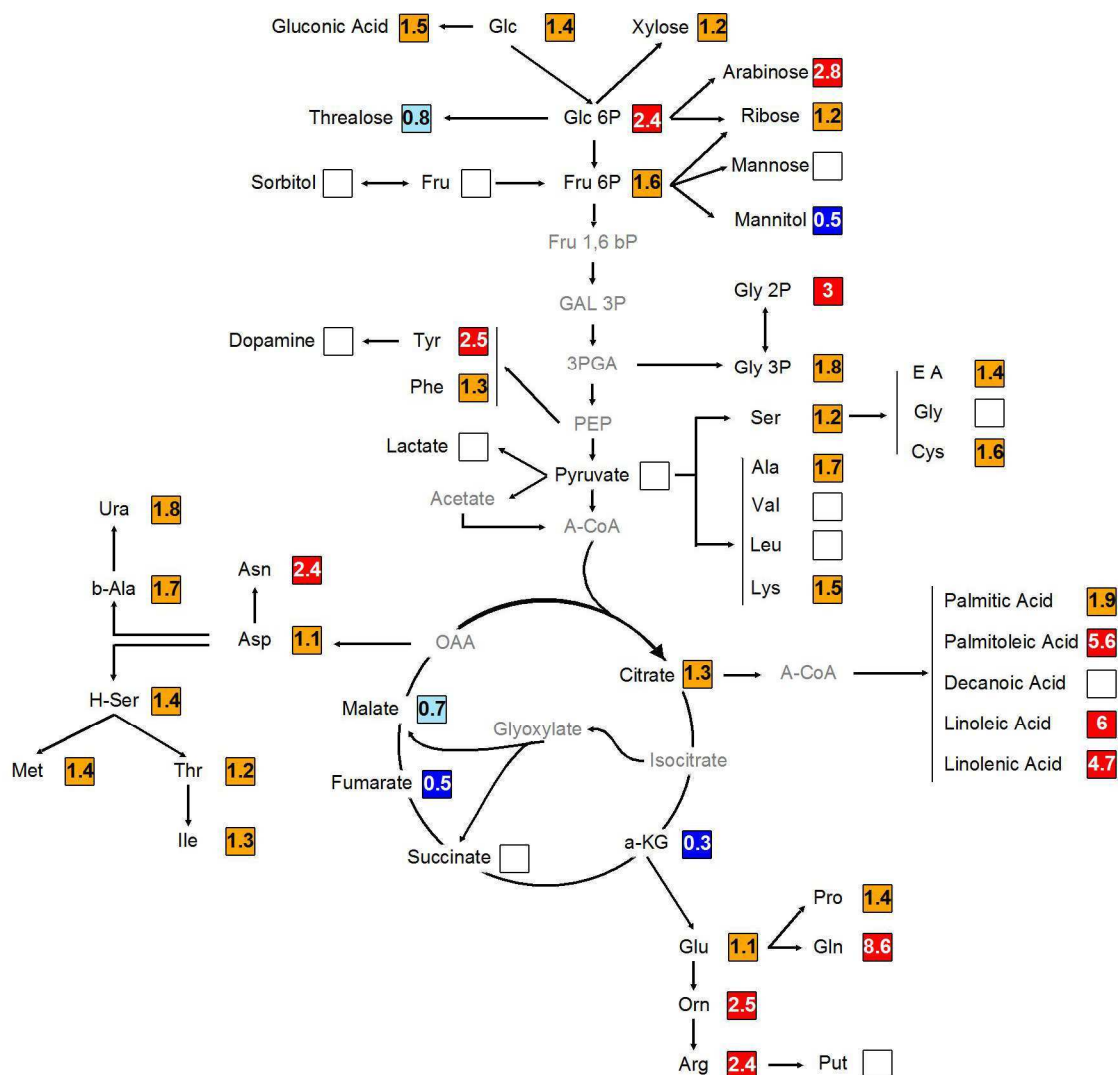 Gluconic Acid 1.5 Glc 1.4 Xylose 1.2
Arabinose 2.8
Threalose 0.8 Glc 6P 2.4 Ribose 1.2
Mannose
Sorbitol Fru Fru 6P 1.6
Mannitol 0.5
Fru 1,6 bP
Gly 2P 3
GAL 3P
Dopamine Tyr 2.5
3PGA Gly 3P 1.8 E A 1.4
Phe 1.3
PEP Ser 1.2 Gly
Lactate Cys 1.6
Pyruvate Ala 1.7
Acetate Val
Ura 1.8 A-CoA
Leu
Asn 2.4
b-Ala 1.7 Lys 1.5
Palmitic Acid 1.9
Asp 1.1 OAA Palmitoleic Acid 5.6
Citrate 1.3 A-CoA Decanoic Acid
H-Ser 1.4 Malate 0.7
Glyoxylate Linoleic Acid 6
Isocitrate Linolenic Acid 4.7
Met 1.4 Thr 1.2 Fumarate 0.5
Ile 1.3 a-KG 0.3
Succinate
Pro 1.4
Glu 1.1 Gln 8.6
Orn 2.5
Arg 2.4 Put